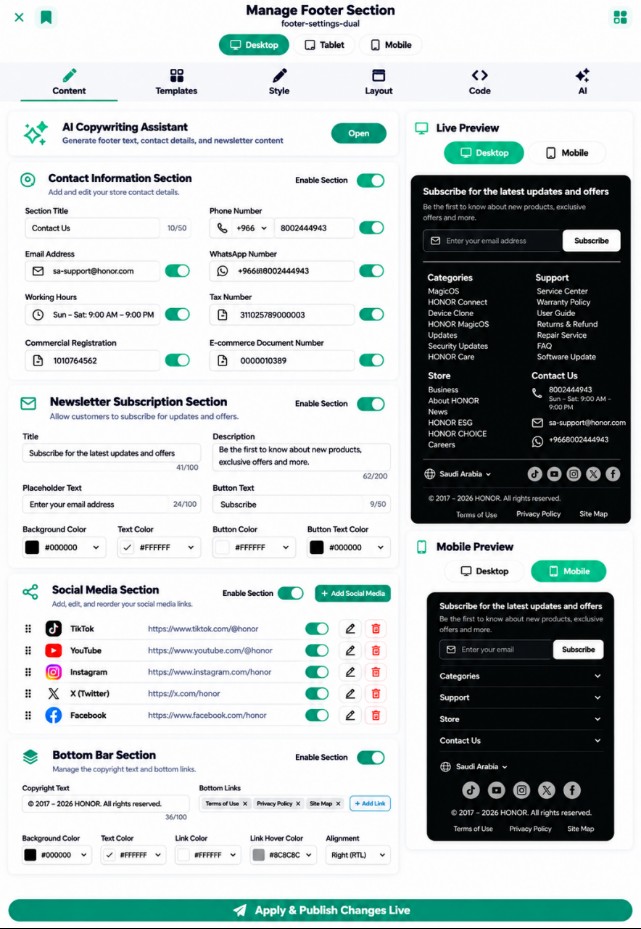 Manage Footer Section
footer-settings-dual
Desktop
Tablet
Mobile
Content
Templates
Style
Layout
Code
AI
AI Copywriting Assistant
Generate footer text, contact details, and newsletter content
Open
Contact Information Section
Add and edit your store contact details.
Enable Section
Section Title
Contact Us 10/50
Phone Number
+966 8002444943
Email Address
sa-support@honor.com
WhatsApp Number
8002444943
Working Hours
Sun – Sat: 9:00 AM – 9:00 PM
Tax Number
311025789000003
Commercial Registration
1010764562
E-commerce Document Number
0000010389
Newsletter Subscription Section
Allow customers to subscribe for updates and offers.
Enable Section
Title
Subscribe for the latest updates and offers
41/100
Description
Be the first to know about new products,
exclusive offers and more.
62/200
Placeholder Text
Enter your email address 24/100
Button Text
Subscribe 9/50
Background Color
#000000
Text Color
#FFFFFF
Button Color
#FFFFFF
Button Text Color
#000000
Social Media Section
Add, edit, and reorder your social media links.
Enable Section
+ Add Social Media
TikTok https://www.tiktok.com/@honor
YouTube https://www.youtube.com/@honor
Instagram https://www.instagram.com/honor
X (Twitter) https://x.com/honor
Facebook https://www.facebook.com/honor
Bottom Bar Section
Manage the copyright text and bottom links.
Enable Section
Copyright Text
© 2017 – 2026 HONOR. All rights reserved.
36/100
Bottom Links
Terms of Use × Privacy Policy × Site Map ×
+ Add Link
Background Color
#000000
Text Color
#FFFFFF
Link Color
#FFFFFF
Link Hover Color
#8C8C8C
Alignment
Right (RTL)
Live Preview
Desktop
Mobile
Subscribe for the latest updates and offers
Be the first to know about new products, exclusive
offers and more.
Enter your email address
Subscribe
Categories
MagicOS
HONOR Connect
Device Clone
HONOR MagicOS
Updates
Security Updates
HONOR Care
Support
Service Center
Warranty Policy
User Guide
Returns & Refund
Repair Service
FAQ
Software Update
Store
Business
About HONOR
News
HONOR ESG
HONOR CHOICE
Careers
Contact Us
8002444943
Sun – Sat: 9:00 AM –
9:00 PM
sa-support@honor.com
+9668002444943
Saudi Arabia
© 2017 – 2026 HONOR. All rights reserved.
Terms of Use Privacy Policy Site Map
Mobile Preview
Desktop
Mobile
Subscribe for the latest updates and offers
Be the first to know about new products, exclusive
offers and more.
Enter your email
Subscribe
Categories
Support
Store
Contact Us
Saudi Arabia
© 2017 – 2026 HONOR. All rights reserved.
Terms of Use Privacy Policy Site Map
Apply & Publish Changes Live